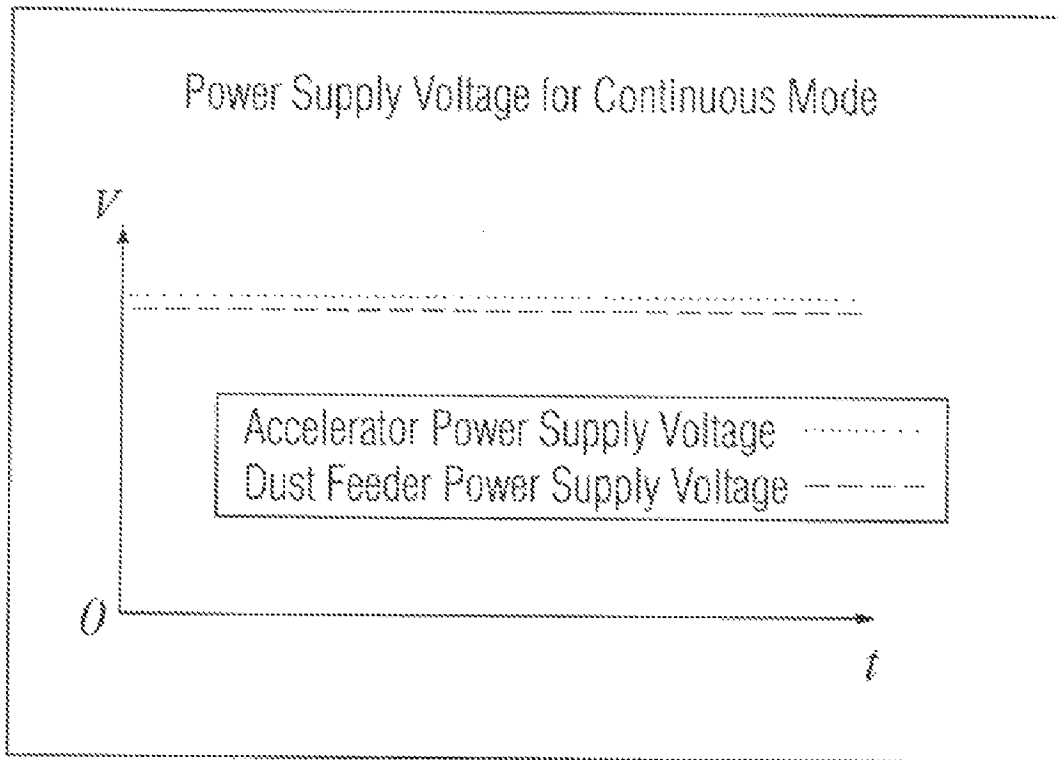 Power Supply Voltage for Continuous Mode
V
Accelerator Power Supply Voltage
Dust Feeder Power Supply Voltage
0
t